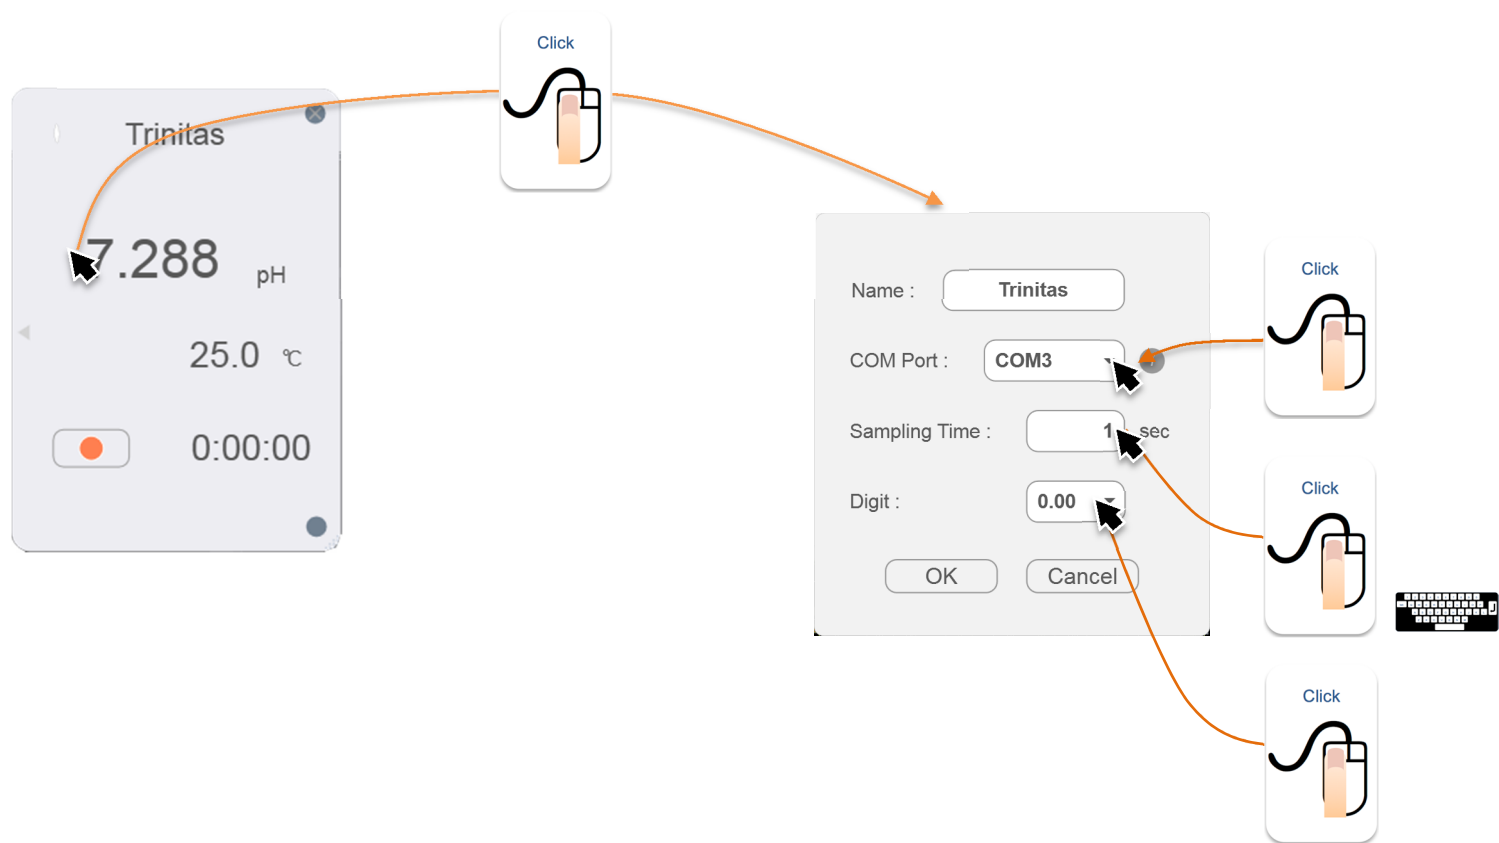 Click
Trinitas
7.288 pH
25.0 ℃
0:00:00
Name : Trinitas
COM Port : COM3
Sampling Time : 1 sec
Digit : 0.00
OK Cancel
Click
Click
Click